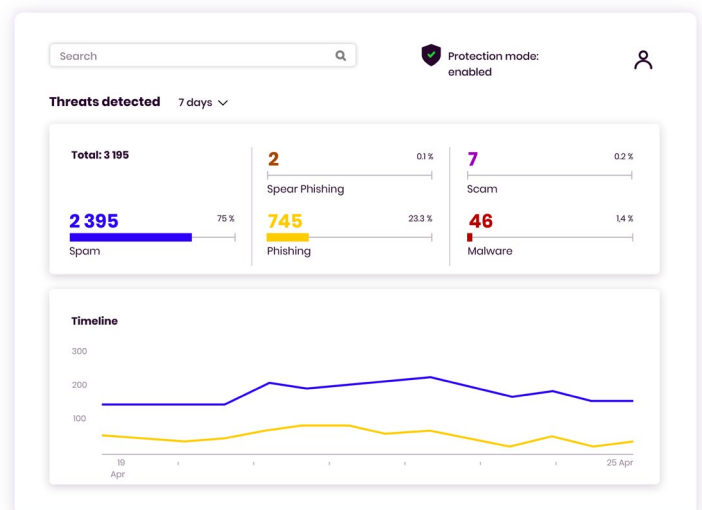 Search
Protection mode:
enabled
Threats detected
7 days
Total: 3 195
2
0.1 %
Spear Phishing
7
0.2 %
Scam
2 395
75 %
Spam
745
23.3 %
Phishing
46
1,4 %
Malware
Timeline
300
200
100
19
Apr
25 Apr